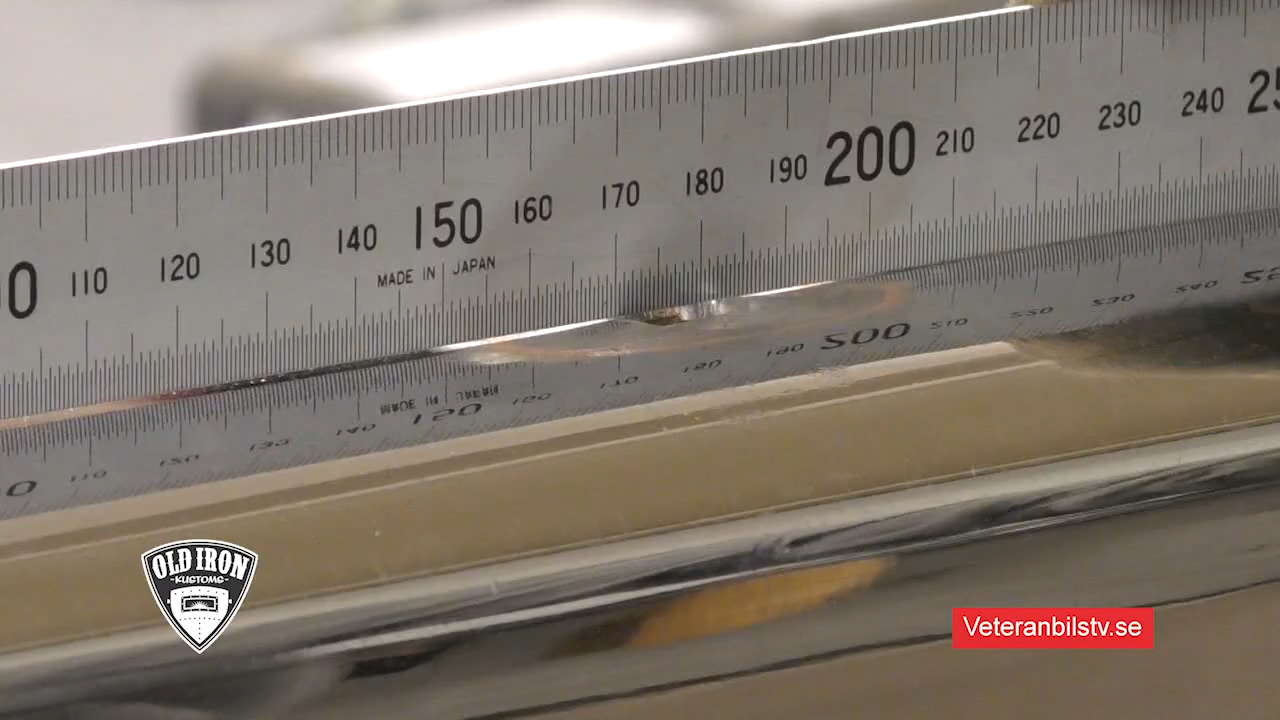 110 120 130 140 150 160 170 180 190 200 210 220 230 240
MADE IN JAPAN
OLD IRON
-KUSTOMS-
Veteranbilstv.se